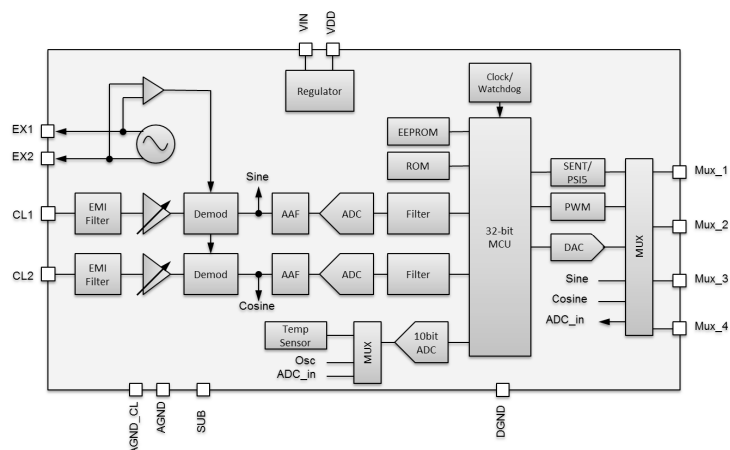 VIN
VDD
Clock/
Watchdog
Regulator
EX1
EX2
EEPROM
ROM
Sine
SENT/
PSI5
Mux_1
CL1
EMI
Filter
Demod
AAF
ADC
Filter
32-bit
MCU
PWM
Mux_2
DAC
MUX
CL2
EMI
Filter
Demod
AAF
ADC
Filter
Sine
Mux_3
Cosine
Cosine
ADC_in
Mux_4
Temp
Sensor
MUX
10bit
ADC
Osc
ADC_in
AGND_CL
AGND
SUB
DGND